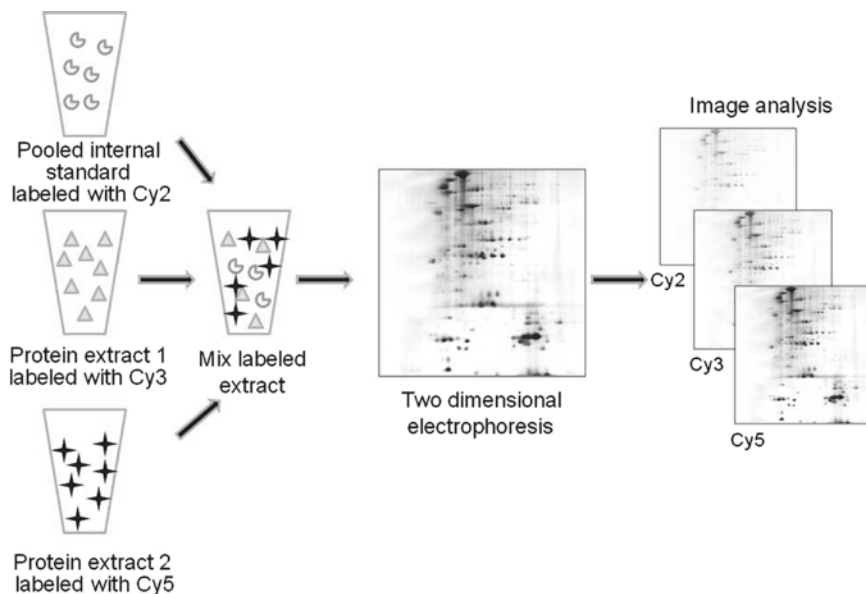 Pooled internal
standard
labeled with Cy2
Protein extract 1
labeled with Cy3
Protein extract 2
labeled with Cy5
Mix labeled
extract
Two dimensional
electrophoresis
Image analysis
Cy2
Cy3
Cy5